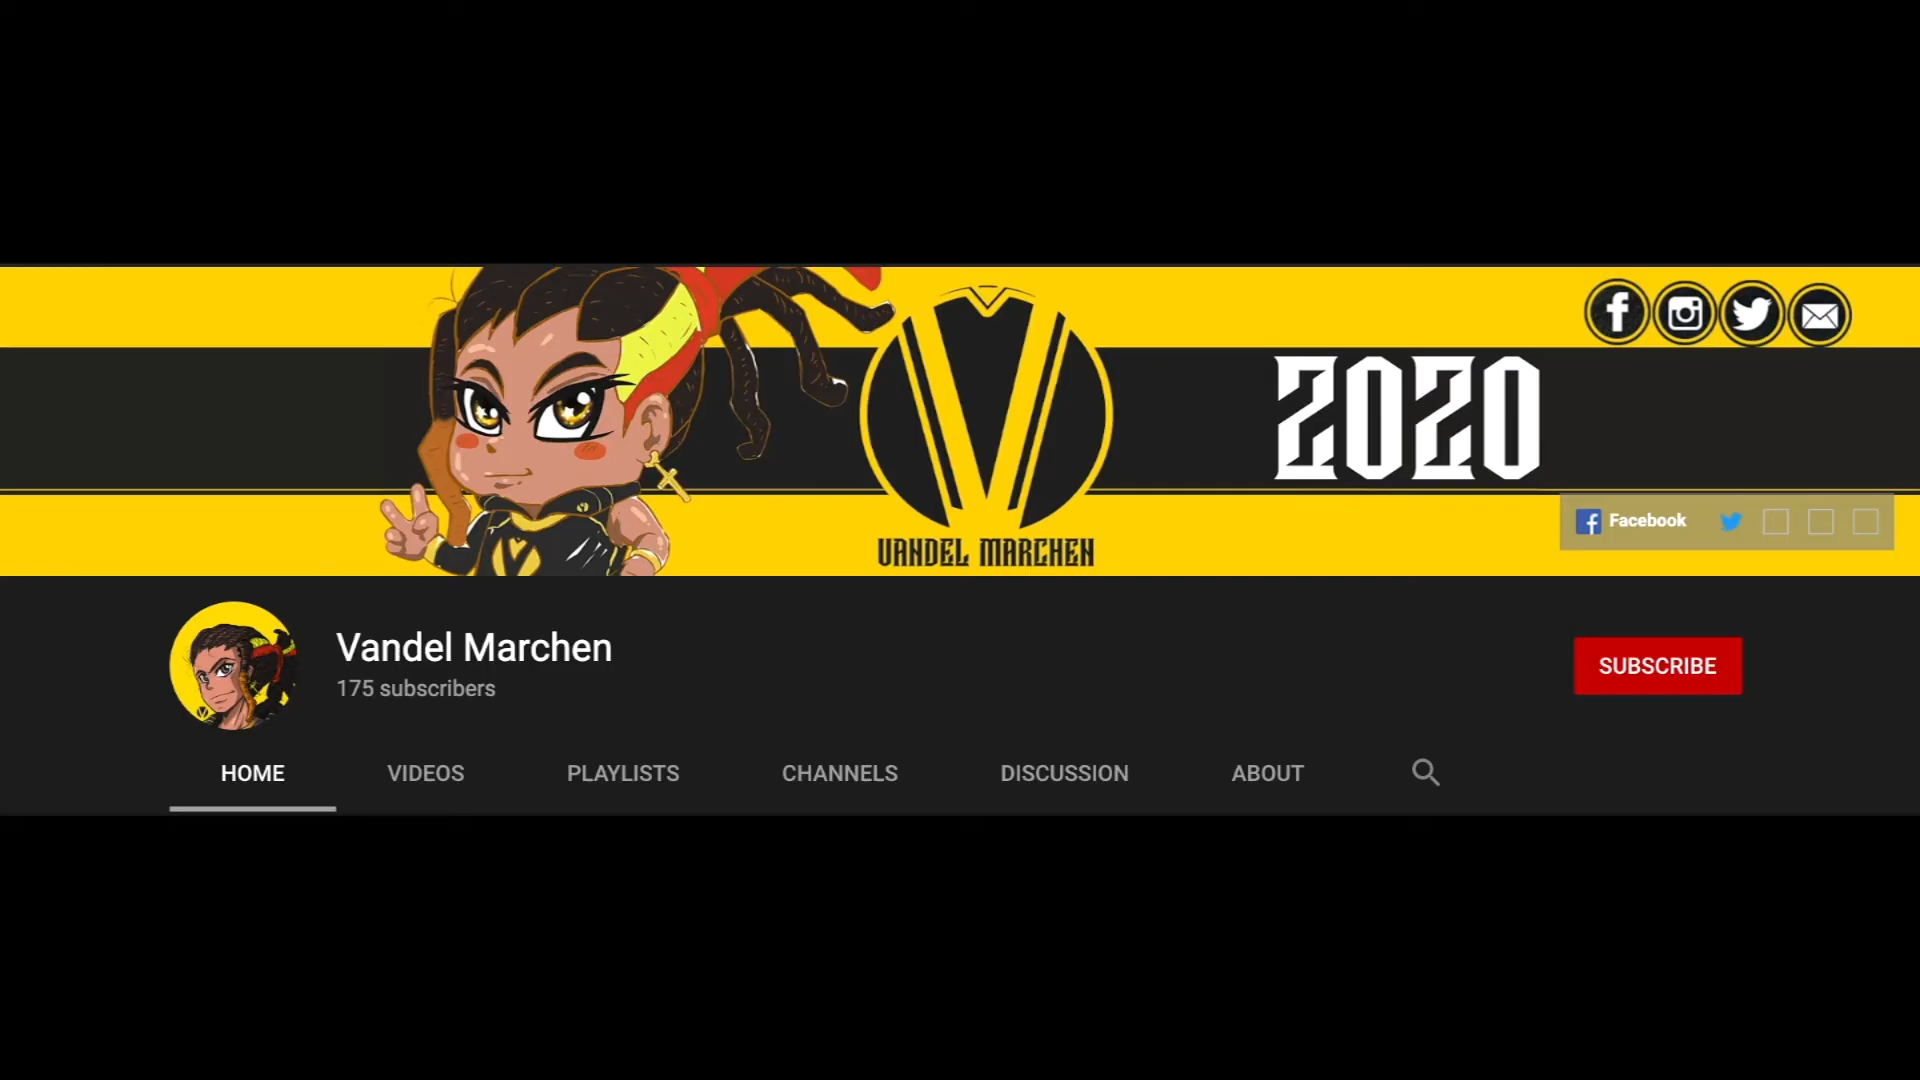 2020
VANDEL MARCHEN
Facebook
Vandel Marchen
175 subscribers
SUBSCRIBE
HOME VIDEOS PLAYLISTS CHANNELS DISCUSSION ABOUT